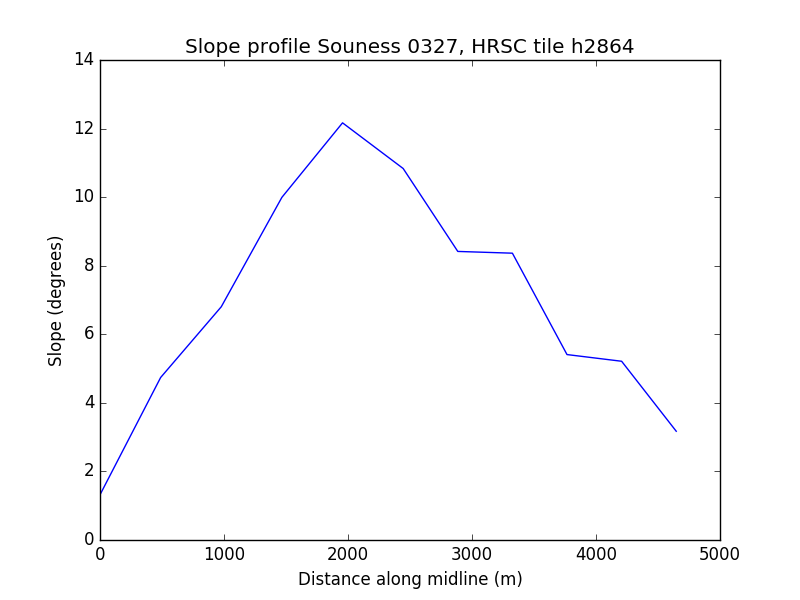 Slope profile Souness 0327, HRSC tile h2864
14
12
10
8
6
4
2
0
Slope (degrees)
0 1000 2000 3000 4000 5000
Distance along midline (m)